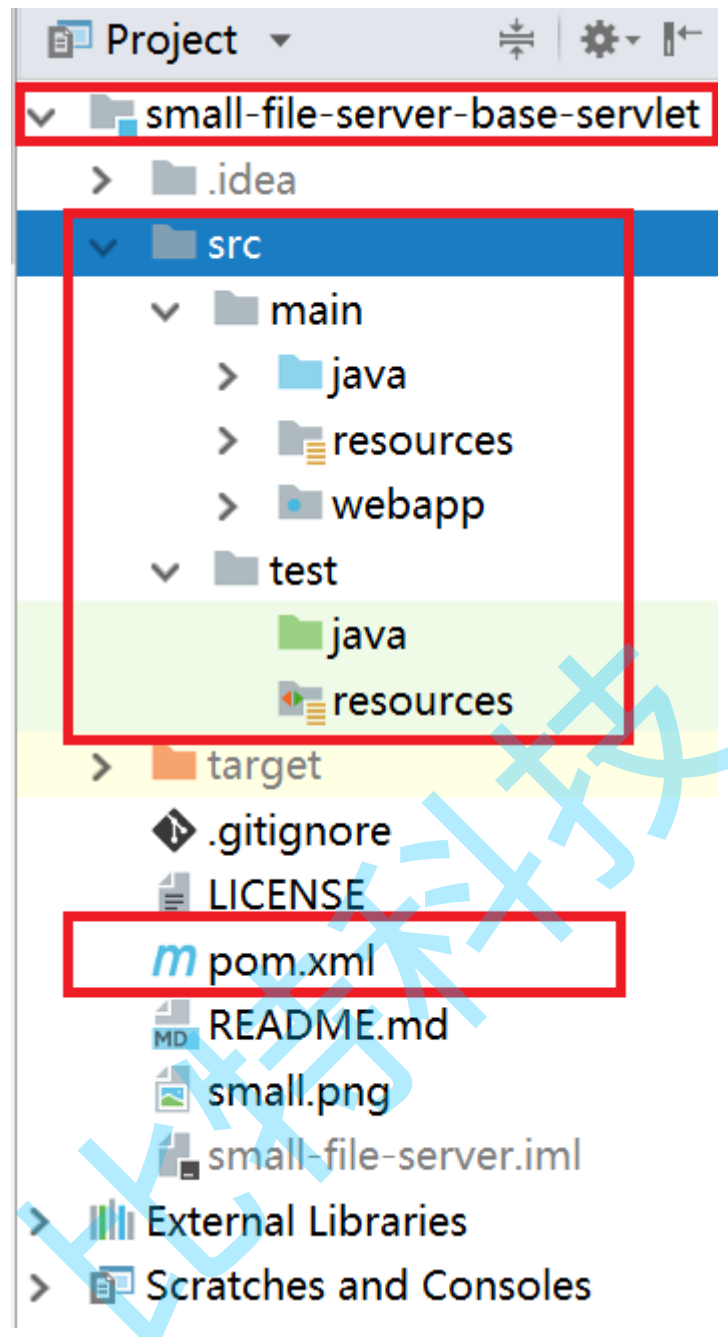 Project
small-file-server-base-servlet
.idea
src
main
java
resources
webapp
test
java
resources
target
.gitignore
LICENSE
m pom.xml
MD README.md
small.png
small-file-server.iml
External Libraries
Scratches and Consoles
比特科技